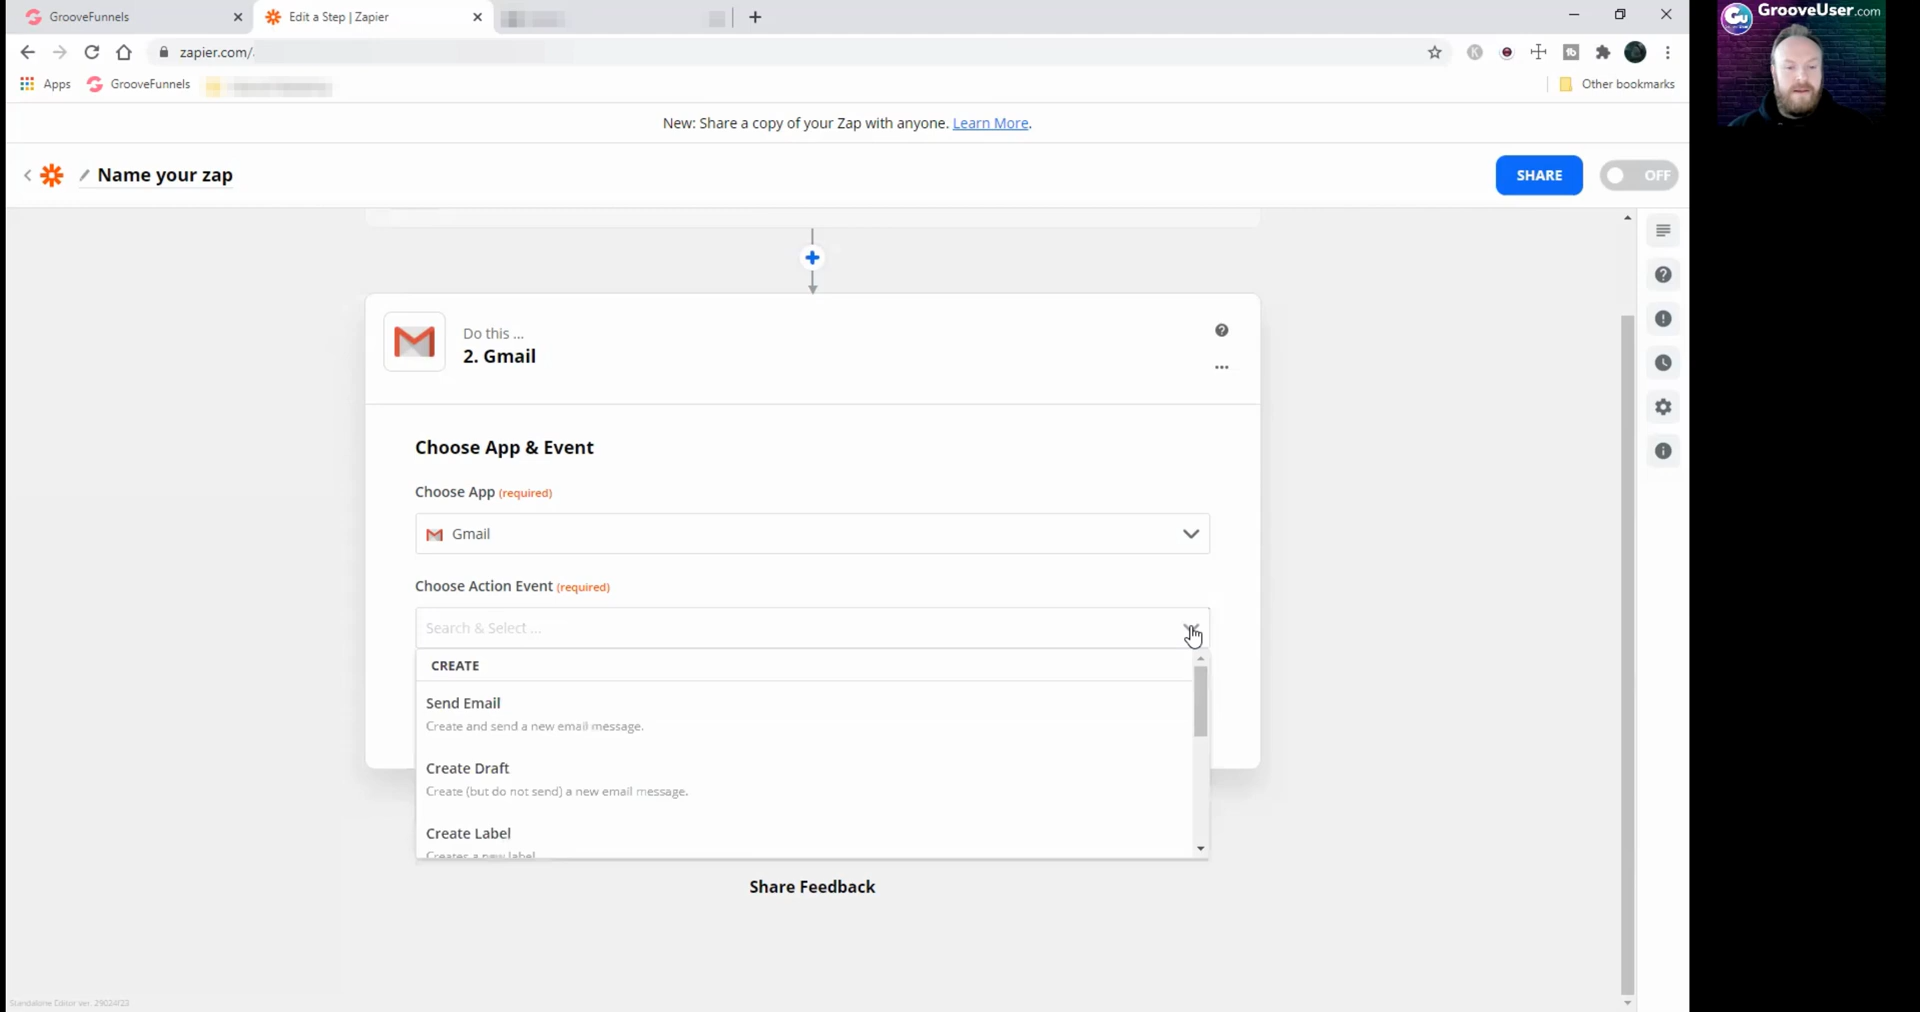 GrooveFunnels
Edit a Step | Zapier
zapier.com/
Apps
GrooveFunnels
Other bookmarks
GrooveUser.com
New: Share a copy of your Zap with anyone. Learn More.
Name your zap
SHARE
OFF
Do this ...
2. Gmail
Choose App & Event
Choose App (required)
Gmail
Choose Action Event (required)
Search & Select ...
CREATE
Send Email
Create and send a new email message.
Create Draft
Create (but do not send) a new email message.
Create Label
Creates a new label
Share Feedback